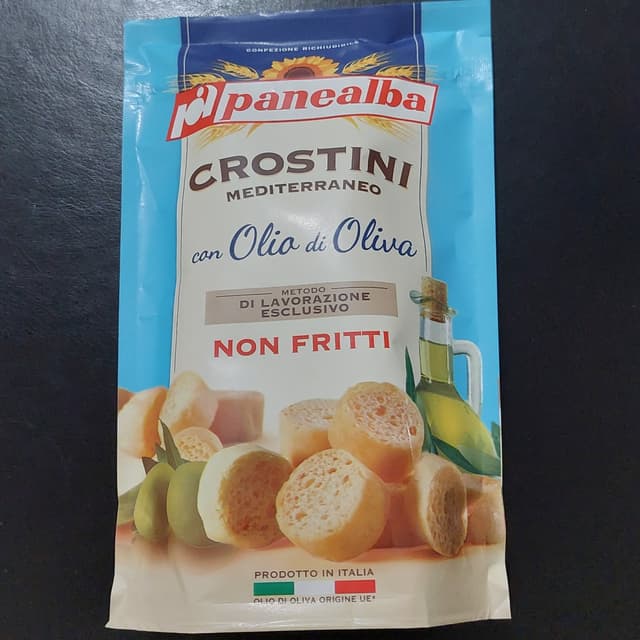 CONFEZIONE RICHIUDIBILE
panealba
CROSTINI
MEDITERRANEO
con Olio di Oliva
METODO
DI LAVORAZIONE
ESCLUSIVO
NON FRITTI
PRODOTTO IN ITALIA
OLIO DI OLIVA ORIGINE UE*